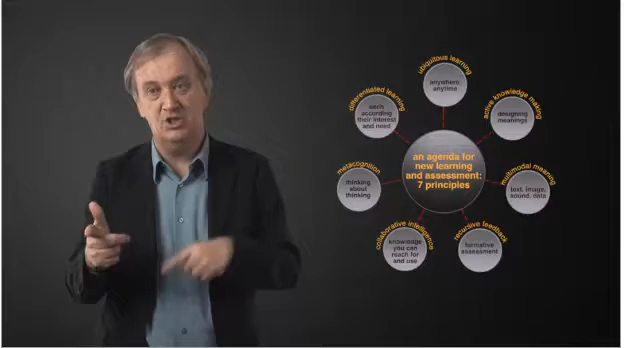 ubiquitous learning
anywhere,
anytime
active knowledge making
designing
meanings
multimodal meaning
text, image,
sound, data
recursive feedback
formative
assessment
collaborative intelligence
knowledge
you can
reach for
and use
metacognition
thinking
about
thinking
differentiated learning
each
according
their interest
and need
an agenda for
new learning
and assessment:
7 principles